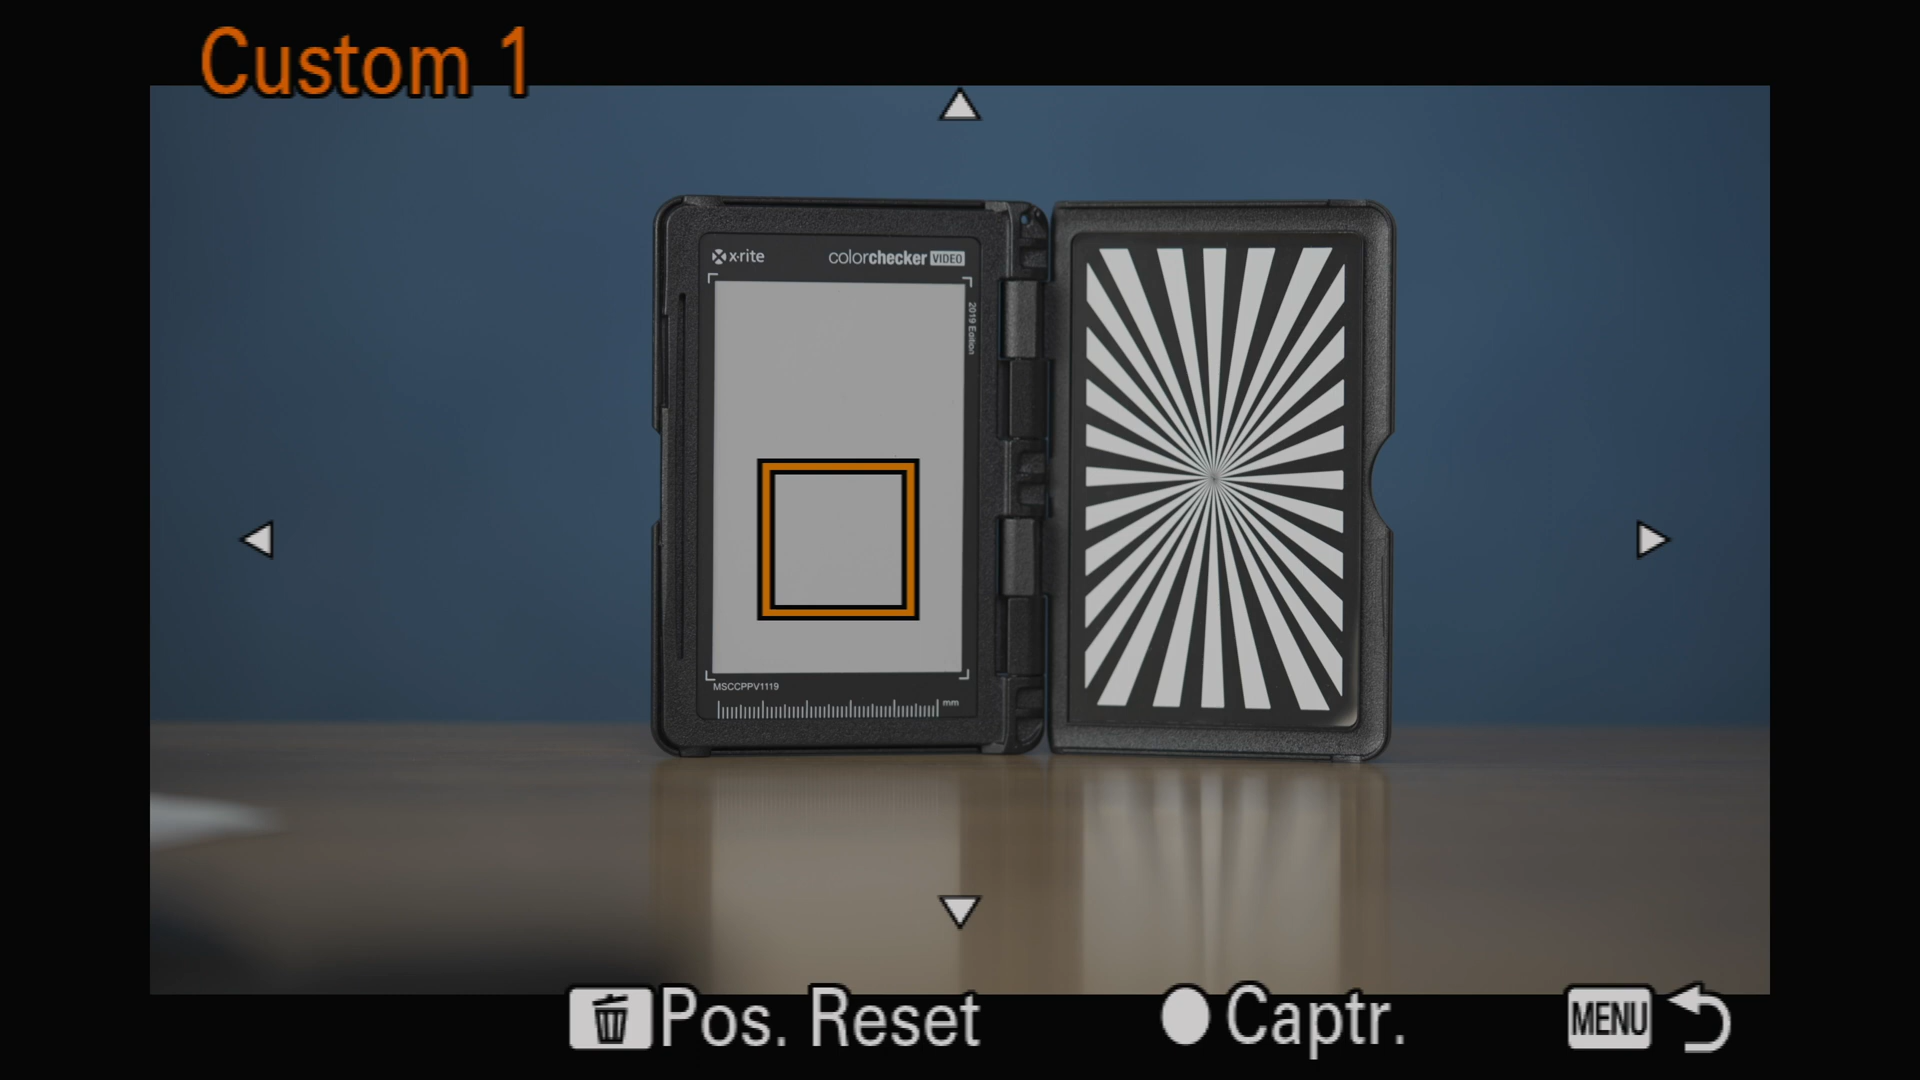 Custom 1
x·rite colorchecker VIDEO
2019 Edition
MSCCPPV1119
mm
Pos. Reset Captr. MENU